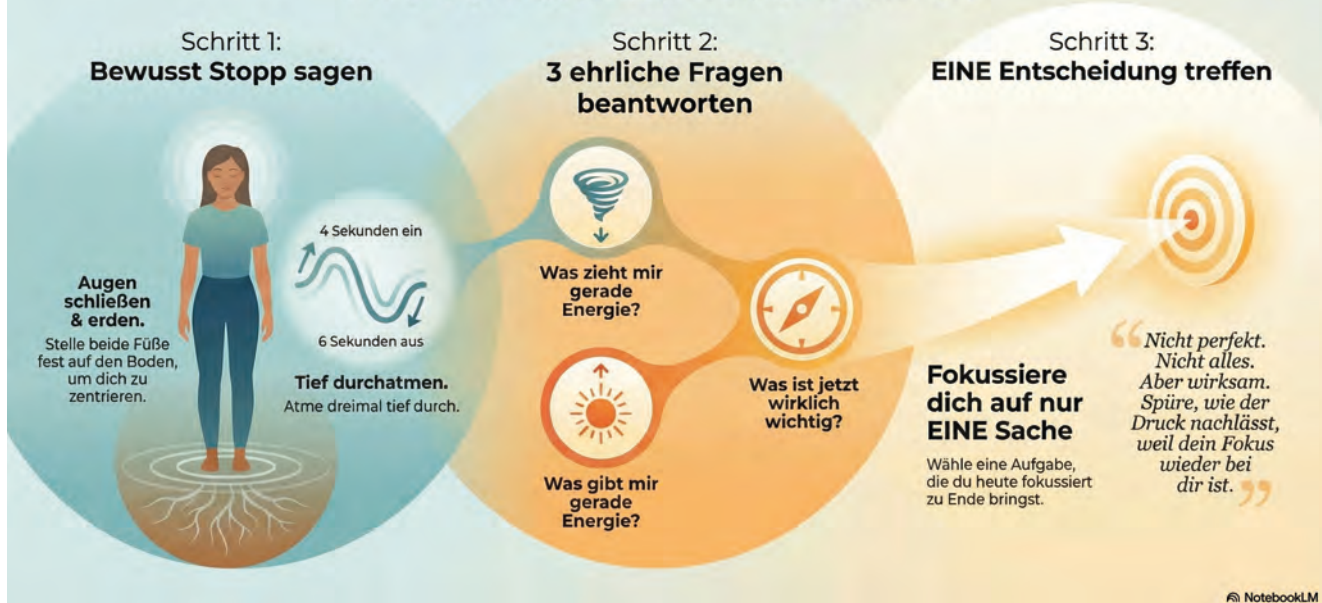 Schritt 1:
Bewusst Stopp sagen
Augen
schließen
& erden.
Stelle beide Füße
fest auf den Boden,
um dich zu
zentrieren.
4 Sekunden ein
6 Sekunden aus
Tief durchatmen.
Atme dreimal tief durch.
Schritt 2:
3 ehrliche Fragen
beantworten
Was zieht mir
gerade
Energie?
Was gibt mir
gerade
Energie?
Was ist jetzt
wirklich
wichtig?
Schritt 3:
EINE Entscheidung treffen
Fokussiere
dich auf nur
EINE Sache
Wähle eine Aufgabe,
die du heute fokussiert
zu Ende bringst.
“Nicht perfekt.
Nicht alles.
Aber wirksam.
Spüre, wie der
Druck nachlässt,
weil dein Fokus
wieder bei
dir ist.”
NotebookLM